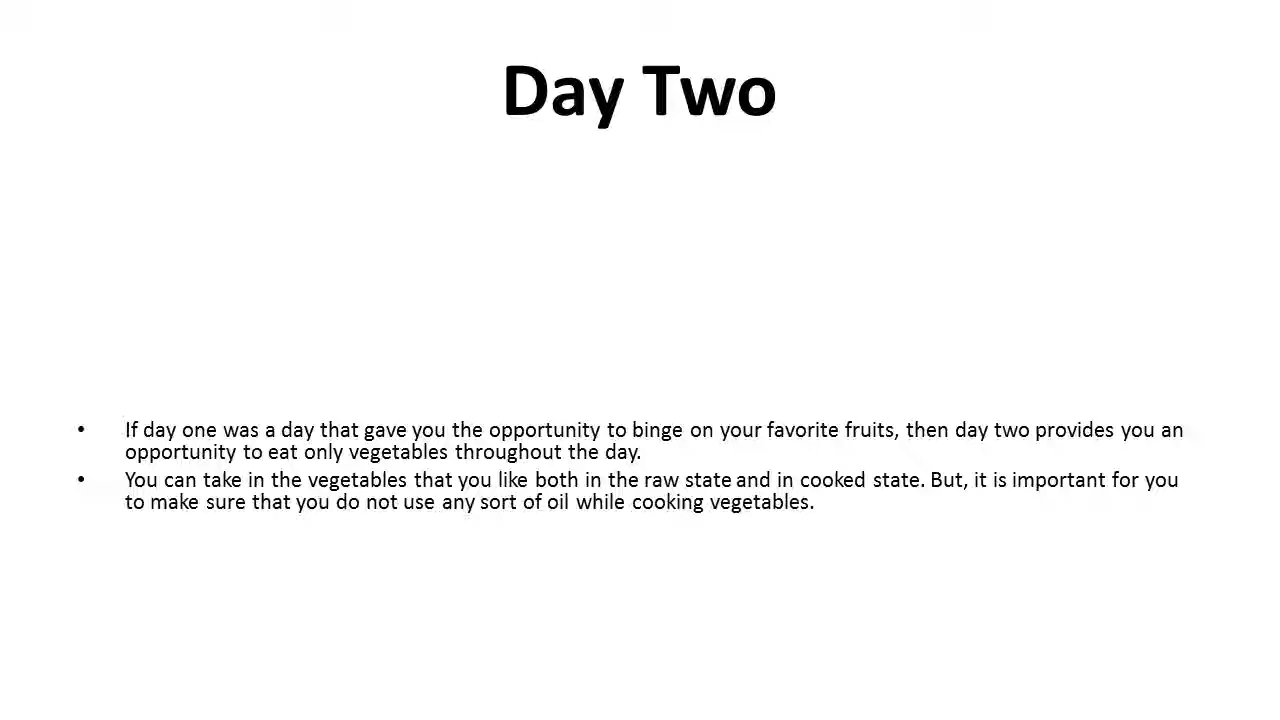 Day Two
• If day one was a day that gave you the opportunity to binge on your favorite fruits, then day two provides you an
opportunity to eat only vegetables throughout the day.
• You can take in the vegetables that you like both in the raw state and in cooked state. But, it is important for you
to make sure that you do not use any sort of oil while cooking vegetables.